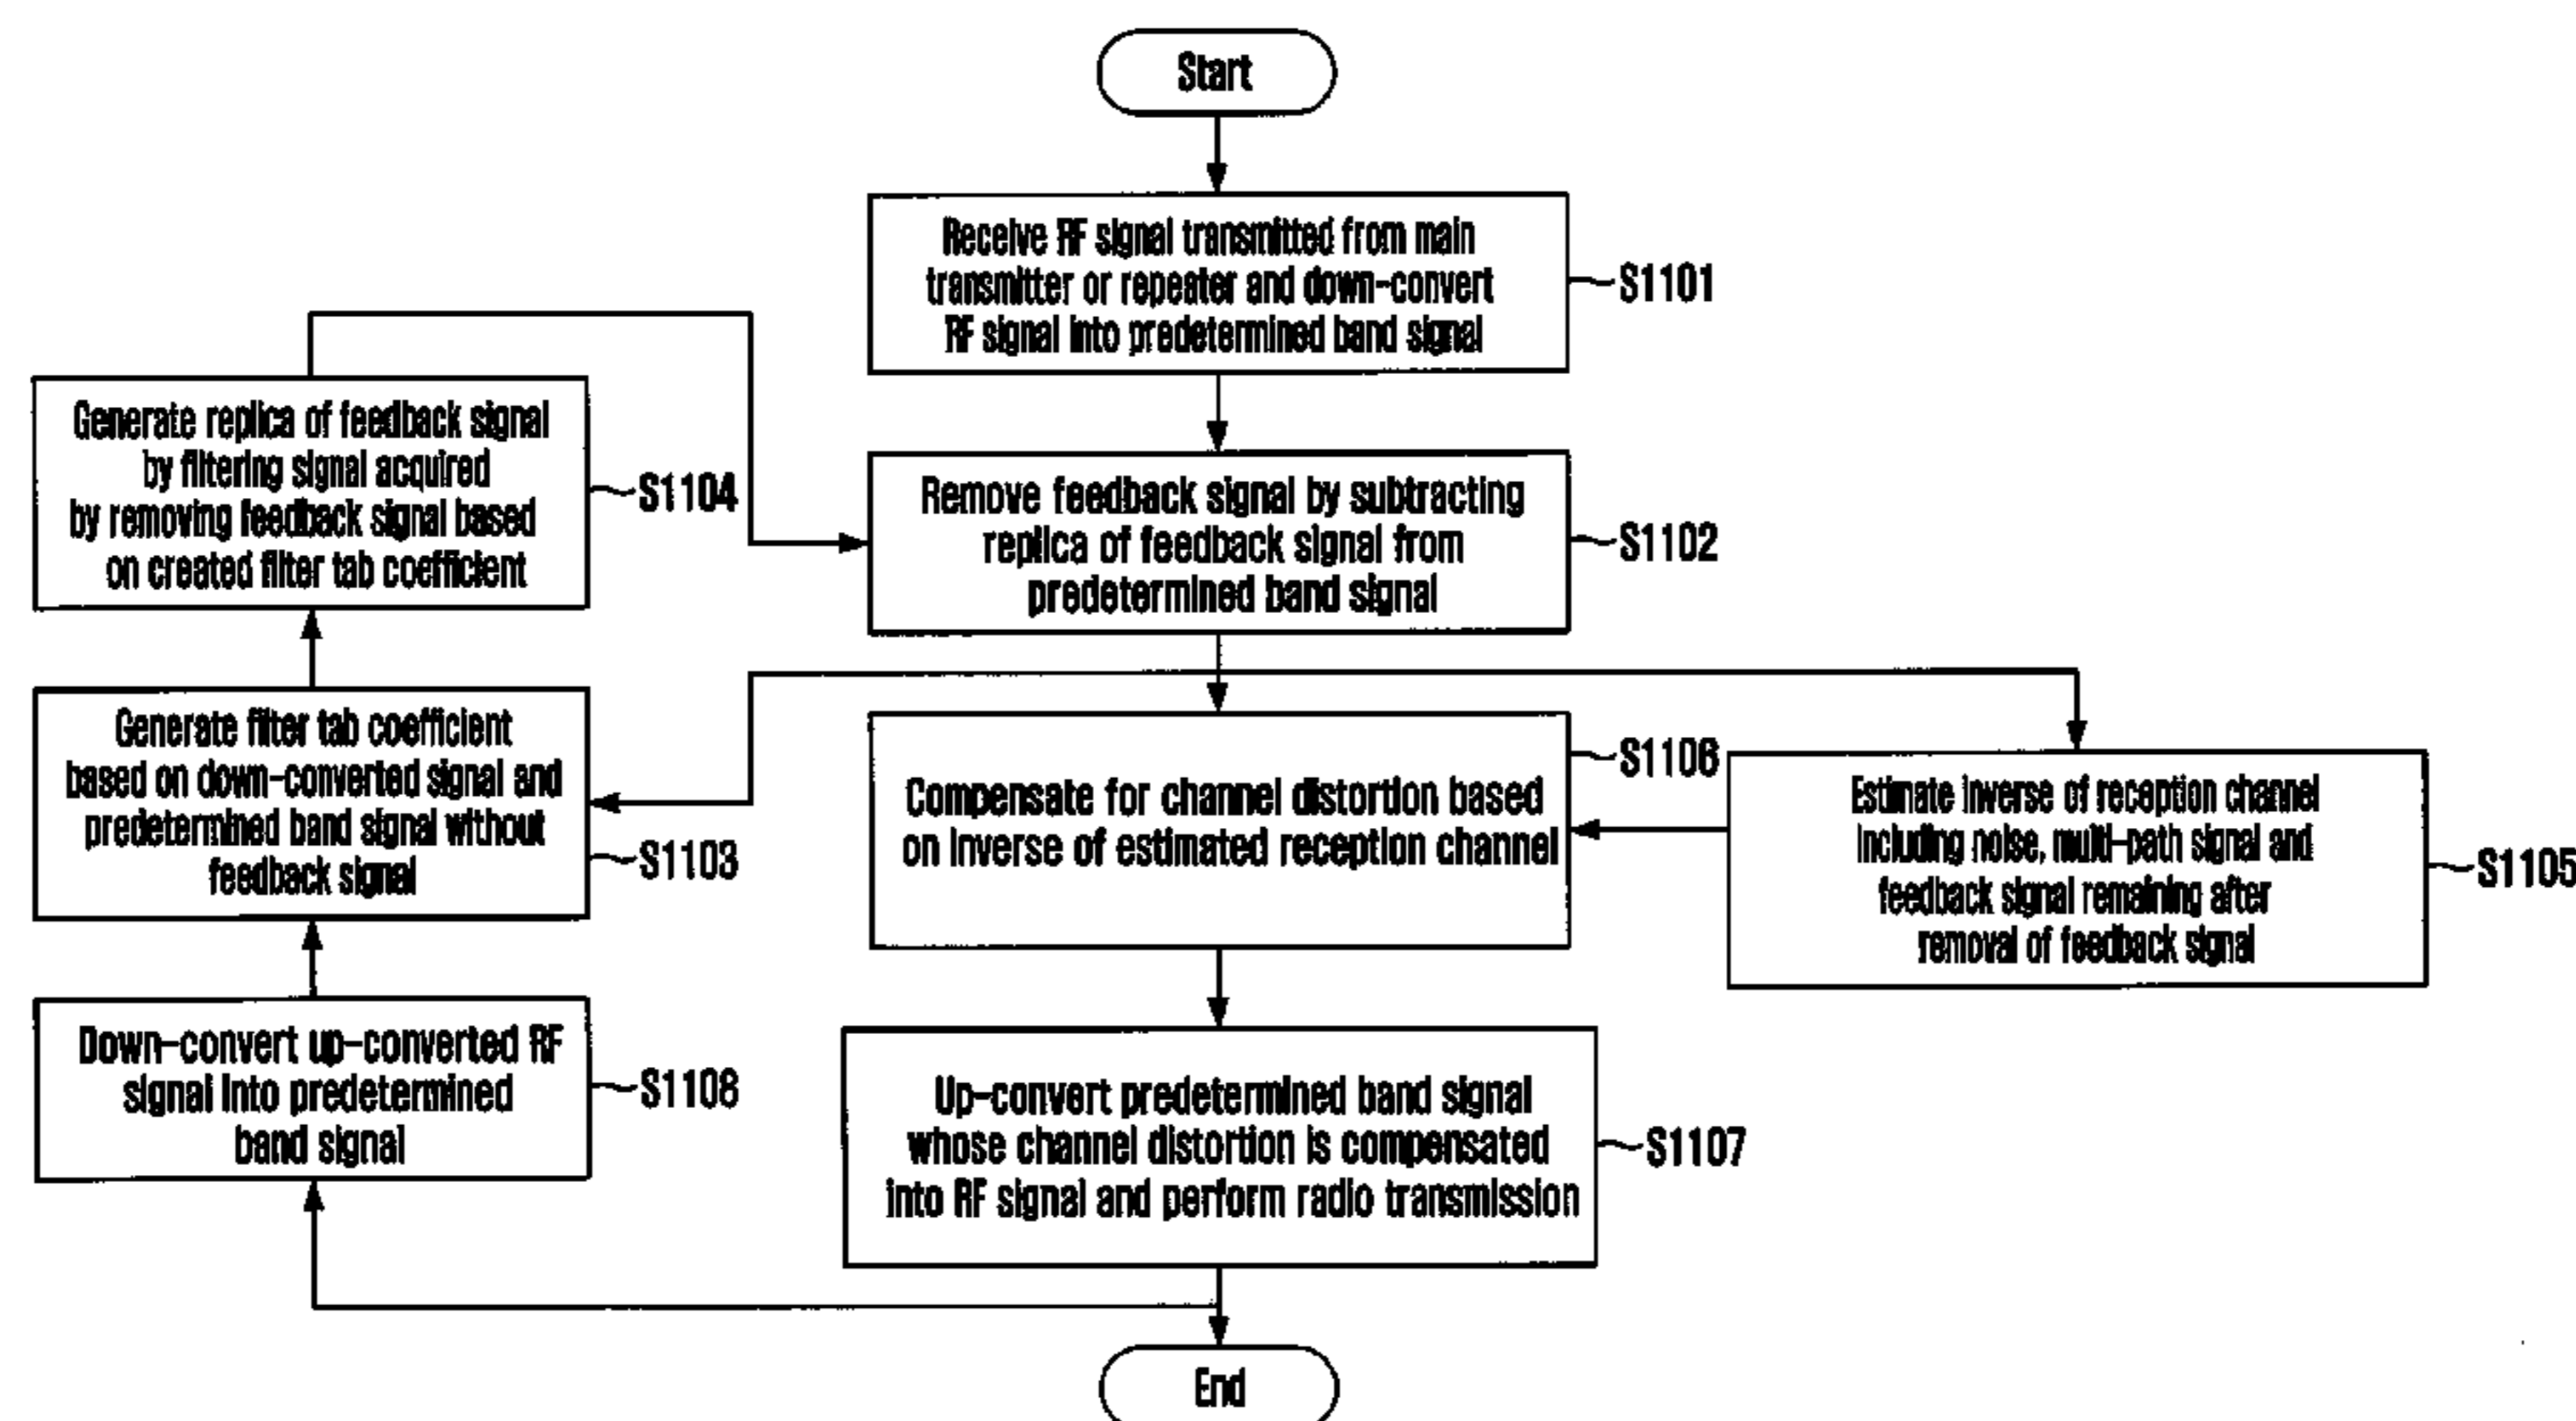 Start
Receive RF signal transmitted from main
transmitter or repeater and down-convert
RF signal into predetermined band signal
S1101
Generate replica of feedback signal
by filtering signal acquired
by removing feedback signal based
on created filter tab coefficient
S1104
Remove feedback signal by subtracting
replica of feedback signal from
predetermined band signal
S1102
Generate filter tab coefficient
based on down-converted signal and
predetermined band signal without
feedback signal
S1103
Compensate for channel distortion based
on inverse of estimated reception channel
S1106
Estimate inverse of reception channel
including noise, multi-path signal and
feedback signal remaining after
removal of feedback signal
S1105
Down-convert up-converted RF
signal into predetermined
band signal
S1108
Up-convert predetermined band signal
whose channel distortion is compensated
into RF signal and perform radio transmission
S1107
End